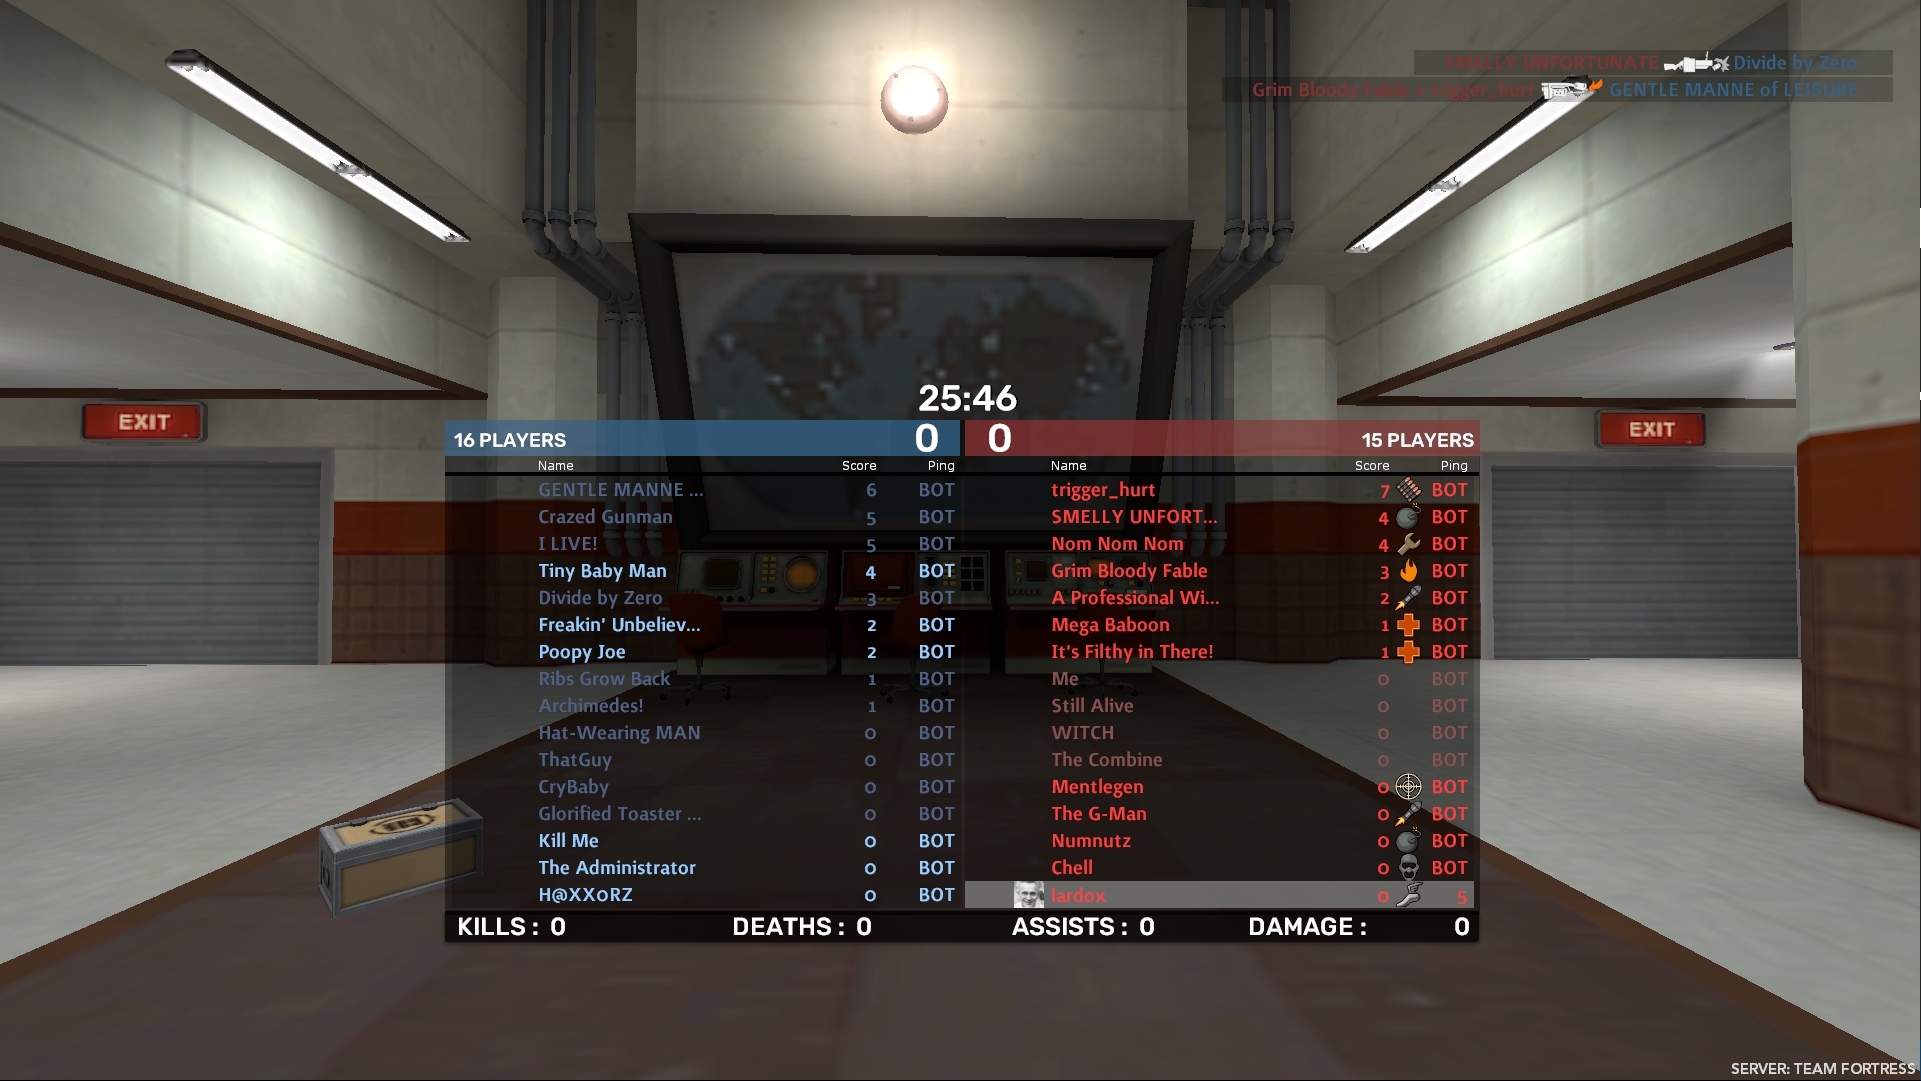 SMELLY UNFORTUNATE Divide by Zero
Grim Bloody Fable + trigger_hurt GENTLE MANNE of LEISURE
EXIT
EXIT
25:46
16 PLAYERS 0 0 15 PLAYERS
Name Score Ping Name Score Ping
GENTLE MANNE ... 6 BOT trigger_hurt 7 BOT
Crazed Gunman 5 BOT SMELLY UNFORT... 4 BOT
I LIVE! 5 BOT Nom Nom Nom 4 BOT
Tiny Baby Man 4 BOT Grim Bloody Fable 3 BOT
Divide by Zero 3 BOT A Professional Wi... 2 BOT
Freakin' Unbeliev... 2 BOT Mega Baboon 1 BOT
Poopy Joe 2 BOT It's Filthy in There! 1 BOT
Ribs Grow Back 1 BOT Me 0 BOT
Archimedes! 1 BOT Still Alive 0 BOT
Hat-Wearing MAN 0 BOT WITCH 0 BOT
ThatGuy 0 BOT The Combine 0 BOT
CryBaby 0 BOT Mentlegen 0 BOT
Glorified Toaster ... 0 BOT The G-Man 0 BOT
Kill Me 0 BOT Numnutz 0 BOT
The Administrator 0 BOT Chell 0 BOT
H@XX0RZ 0 BOT lardox 0 5
KILLS : 0 DEATHS : 0 ASSISTS : 0 DAMAGE : 0
SERVER: TEAM FORTRESS